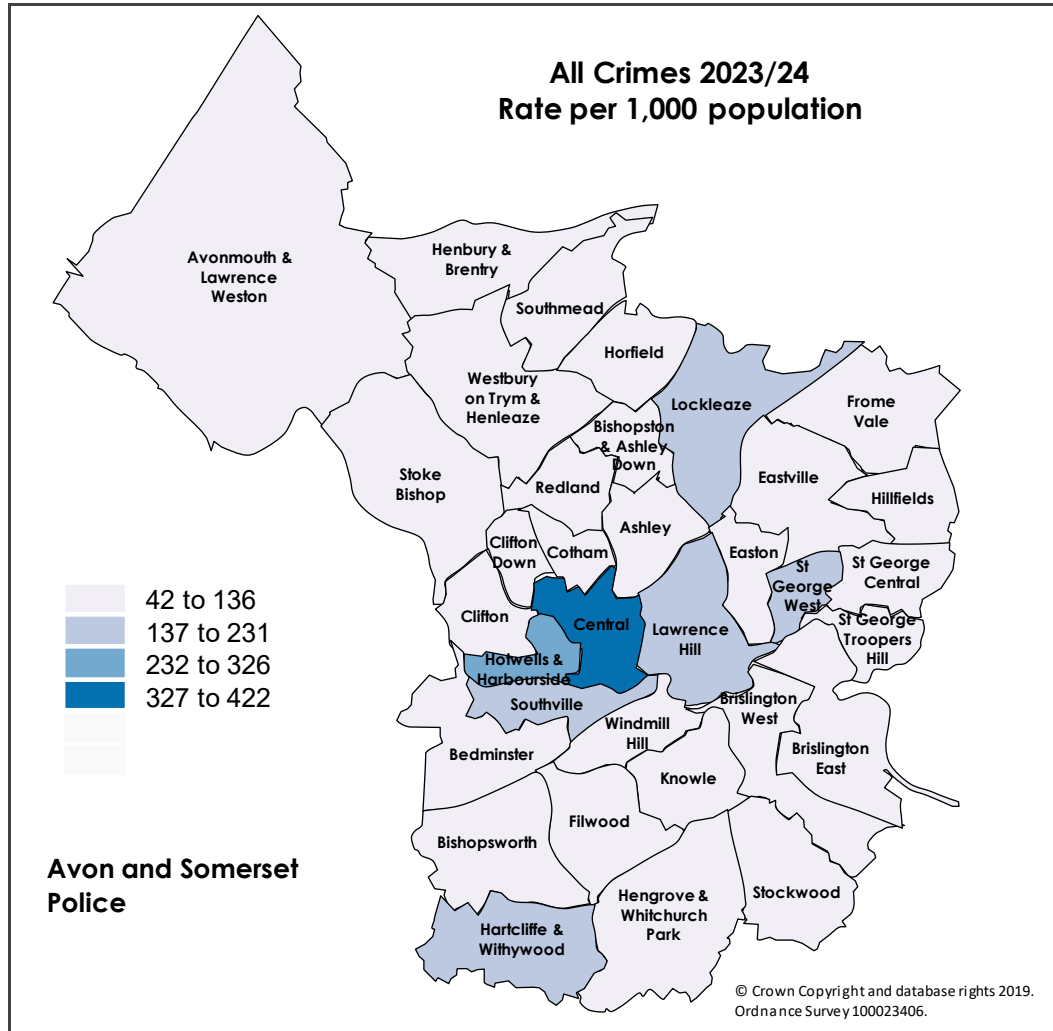 All Crimes 2023/24
Rate per 1,000 population
Avonmouth &
Lawrence
Weston
Henbury &
Brentry
Southmead
Horfield
Westbury
on Trym &
Henleaze
Lockleaze
Frome
Vale
Bishopston
& Ashley
Down
Stoke
Bishop
Redland
Eastville
Hillfields
Ashley
Clifton
Down
Cotham
Easton
St George
Central
St
George
West
Clifton
Central
Lawrence
Hill
St George
Troopers
Hill
Hotwells &
Harbourside
Southville
Brislington
West
Windmill
Hill
Bedminster
Brislington
East
Knowle
Filwood
Bishopsworth
Stockwood
Hengrove &
Whitchurch
Park
Hartcliffe &
Withywood
42 to 136
137 to 231
232 to 326
327 to 422
Avon and Somerset
Police
© Crown Copyright and database rights 2019.
Ordnance Survey 100023406.